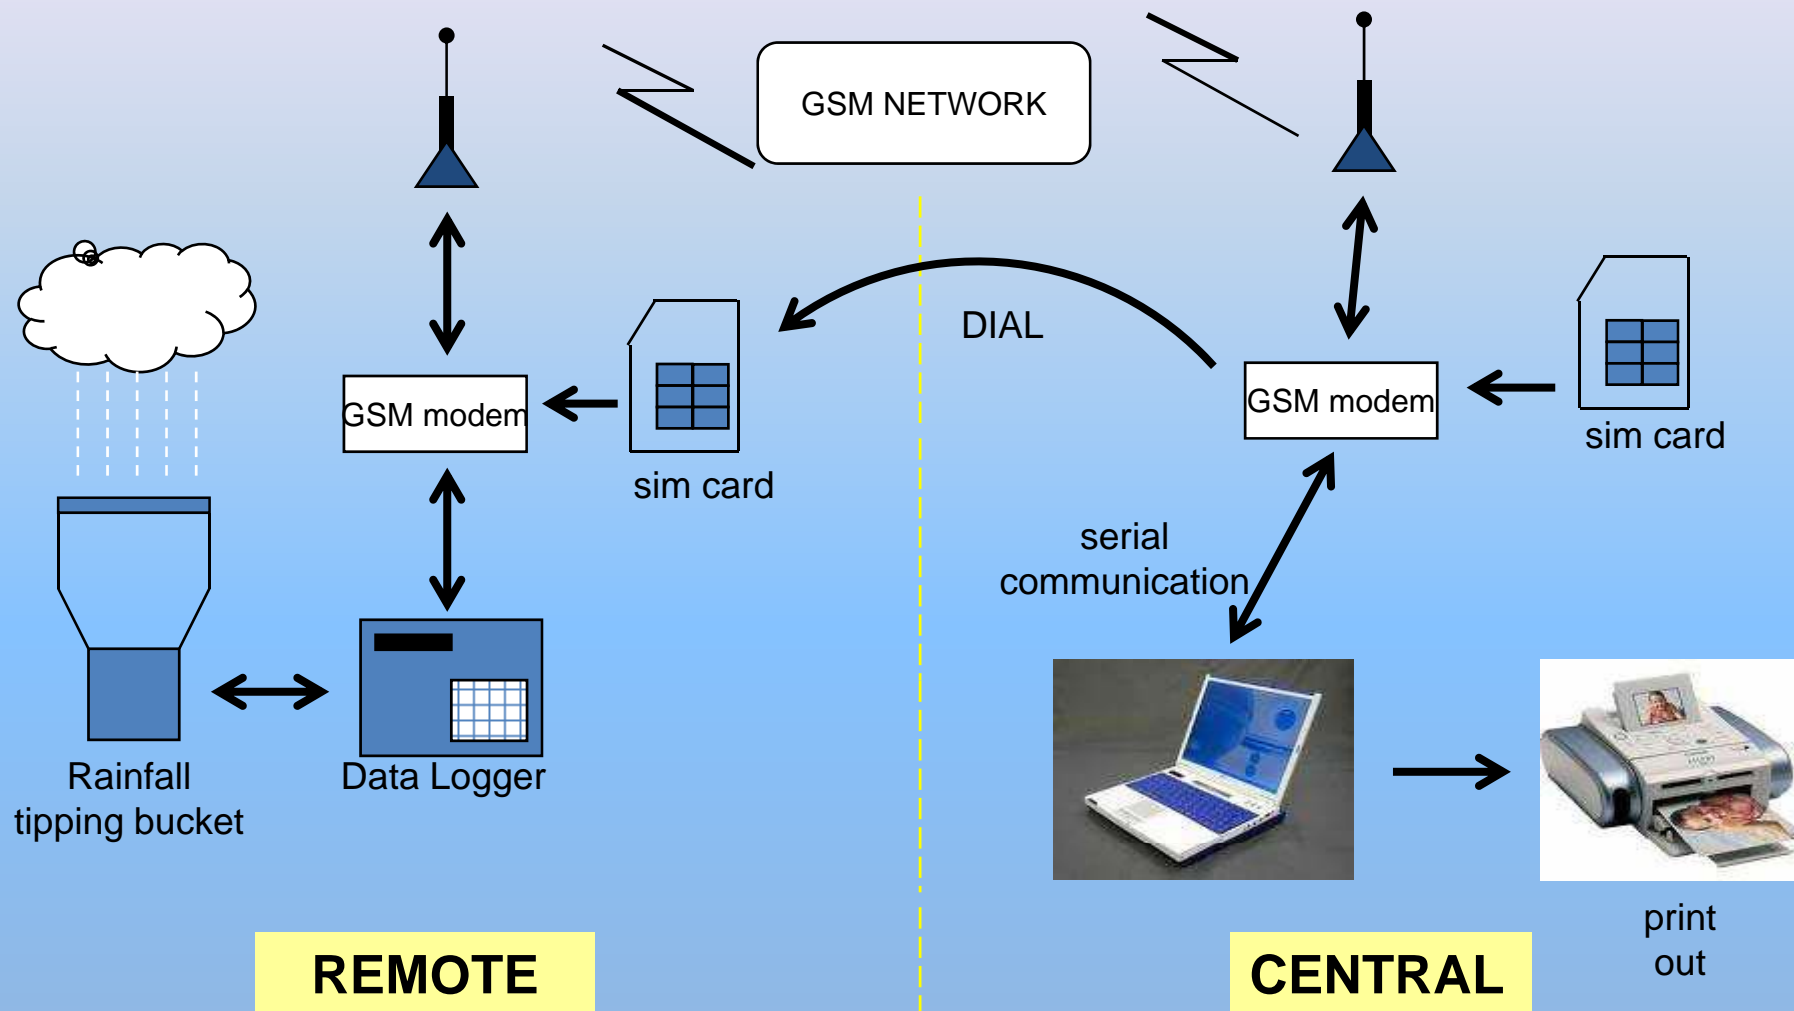 GSM NETWORK
DIAL
GSM modem
sim card
GSM modem
sim card
serial
communication
Rainfall
tipping bucket
Data Logger
print
out
REMOTE
CENTRAL